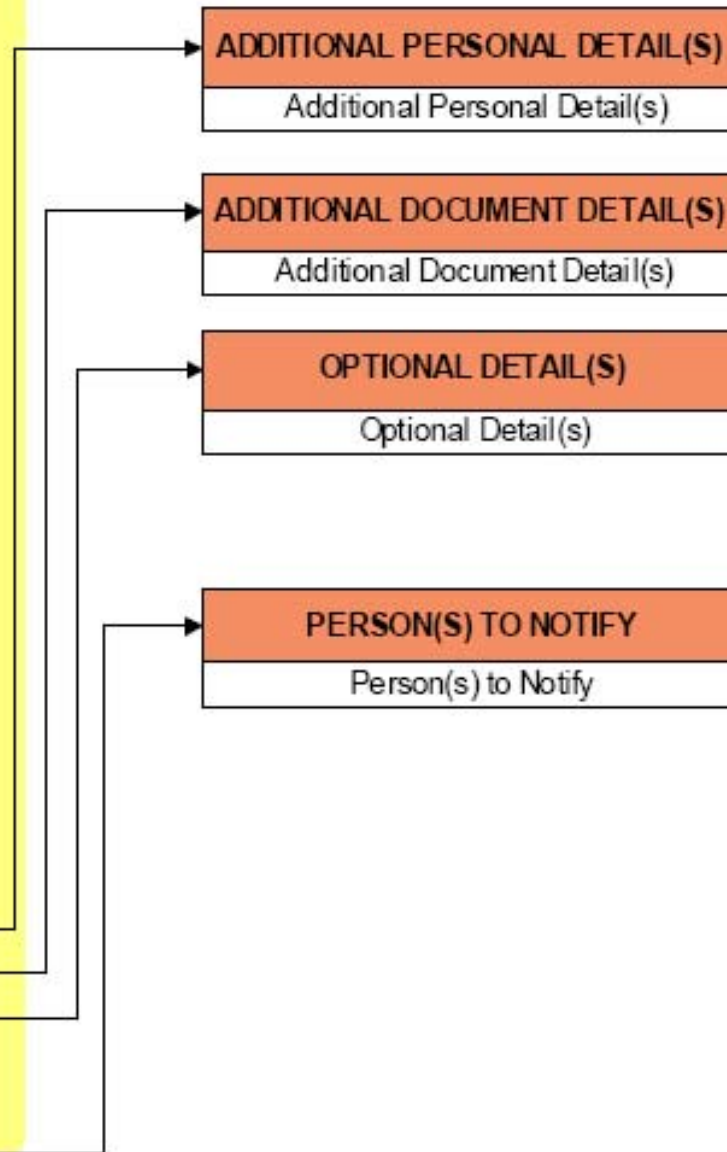 ADDITIONAL PERSONAL DETAIL(S)
Additional Personal Detail(s)
ADDITIONAL DOCUMENT DETAIL(S)
Additional Document Detail(s)
OPTIONAL DETAIL(S)
Optional Detail(s)
PERSON(S) TO NOTIFY
Person(s) to Notify